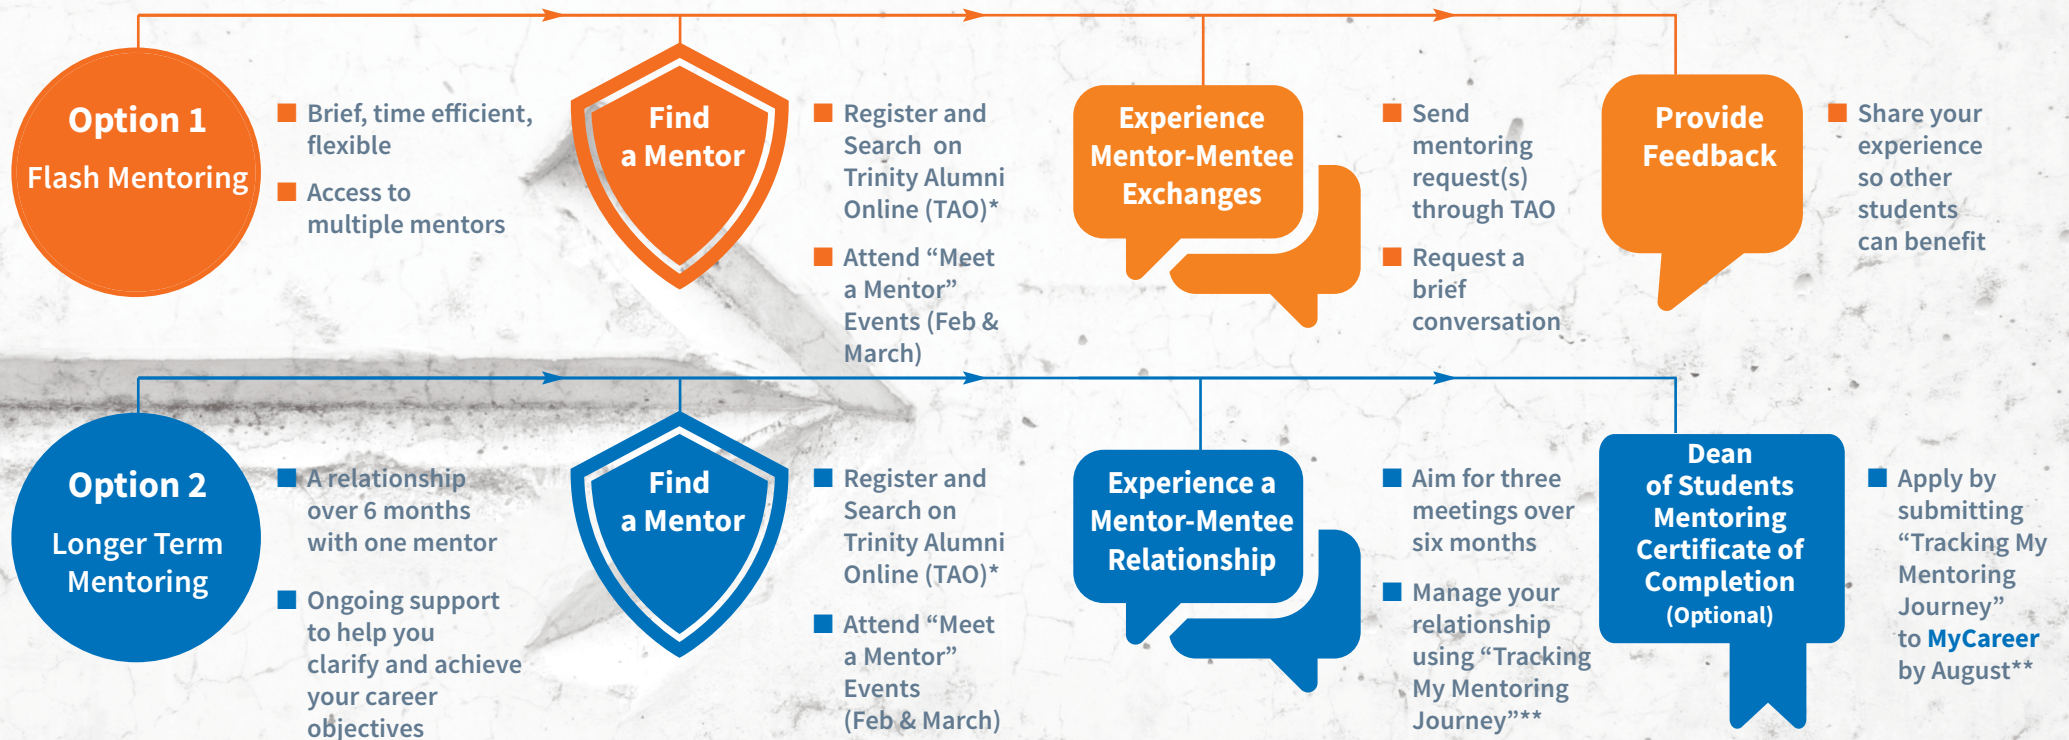 Option 1
Flash Mentoring
■ Brief, time efficient,
flexible
■ Access to
multiple mentors
Find
a Mentor
■ Register and
Search on
Trinity Alumni
Online (TAO)*
■ Attend “Meet
a Mentor”
Events (Feb &
March)
Experience
Mentor-Mentee
Exchanges
■ Send
mentoring
request(s)
through TAO
■ Request a
brief
conversation
Provide
Feedback
■ Share your
experience
so other
students
can benefit
Option 2
Longer Term
Mentoring
■ A relationship
over 6 months
with one mentor
■ Ongoing support
to help you
clarify and achieve
your career
objectives
Find
a Mentor
■ Register and
Search on
Trinity Alumni
Online (TAO)*
■ Attend “Meet
a Mentor”
Events
(Feb & March)
Experience a
Mentor-Mentee
Relationship
■ Aim for three
meetings over
six months
■ Manage your
relationship
using “Tracking
My Mentoring
Journey”**
Dean
of Students
Mentoring
Certificate of
Completion
(Optional)
■ Apply by
submitting
“Tracking My
Mentoring
Journey”
to MyCareer
by August**